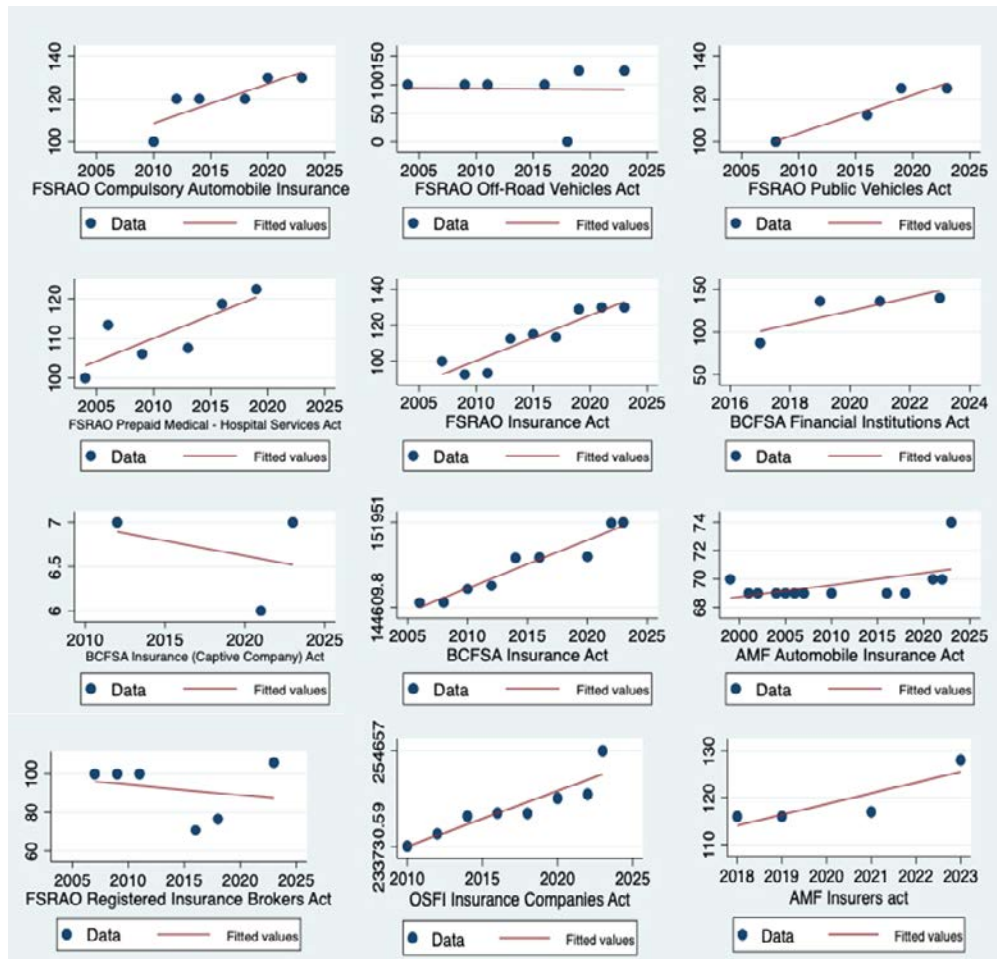 100 120 140
2005 2010 2015 2020 2025
FSRAO Compulsory Automobile Insurance
Data Fitted values
0 50 100 150
2005 2010 2015 2020 2025
FSRAO Off-Road Vehicles Act
Data Fitted values
100 120 140
2005 2010 2015 2020 2025
FSRAO Public Vehicles Act
Data Fitted values
100 110 120
2005 2010 2015 2020 2025
FSRAO Prepaid Medical - Hospital Services Act
Data Fitted values
100 120 140
2005 2010 2015 2020 2025
FSRAO Insurance Act
Data Fitted values
50 100 150
2016 2018 2020 2022 2024
BCFSA Financial Institutions Act
Data Fitted values
6 6.5 7
2010 2015 2020 2025
BCFSA Insurance (Captive Company) Act
Data Fitted values
144609.8 151951
2005 2010 2015 2020 2025
BCFSA Insurance Act
Data Fitted values
68 70 72 74
2000 2005 2010 2015 2020 2025
AMF Automobile Insurance Act
Data Fitted values
60 80 100
2005 2010 2015 2020 2025
FSRAO Registered Insurance Brokers Act
Data Fitted values
233730.59 254657
2010 2015 2020 2025
OSFI Insurance Companies Act
Data Fitted values
110 120 130
2018 2019 2020 2021 2022 2023
AMF Insurers act
Data Fitted values